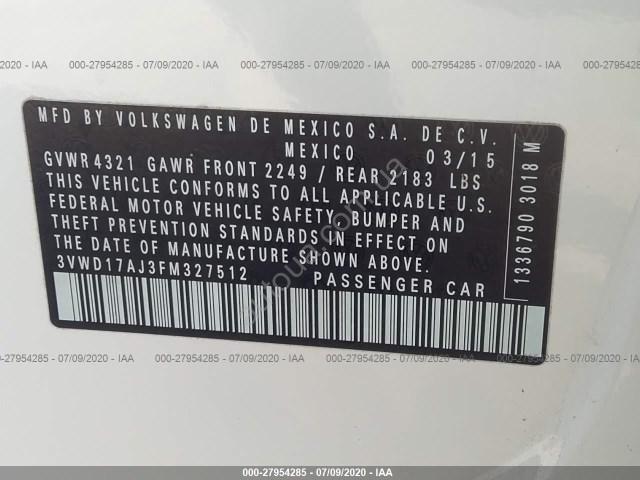 000-27954285 - 07/09/2020 - IAA
MFD BY VOLKSWAGEN DE MEXICO S.A. DE C.V.
MEXICO 03/15
GVWR 4321 GAWR FRONT 2249 / REAR 2183 LBS
THIS VEHICLE CONFORMS TO ALL APPLICABLE U.S.
FEDERAL MOTOR VEHICLE SAFETY, BUMPER AND
THEFT PREVENTION STANDARDS IN EFFECT ON
THE DATE OF MANUFACTURE SHOWN ABOVE.
3VWD17AJ3FM327512 PASSENGER CAR
1336790 3018 M
autoua.com.ua
000-27954285 - 07/09/2020 - IAA
000-27954285 - 07/09/2020 - IAA